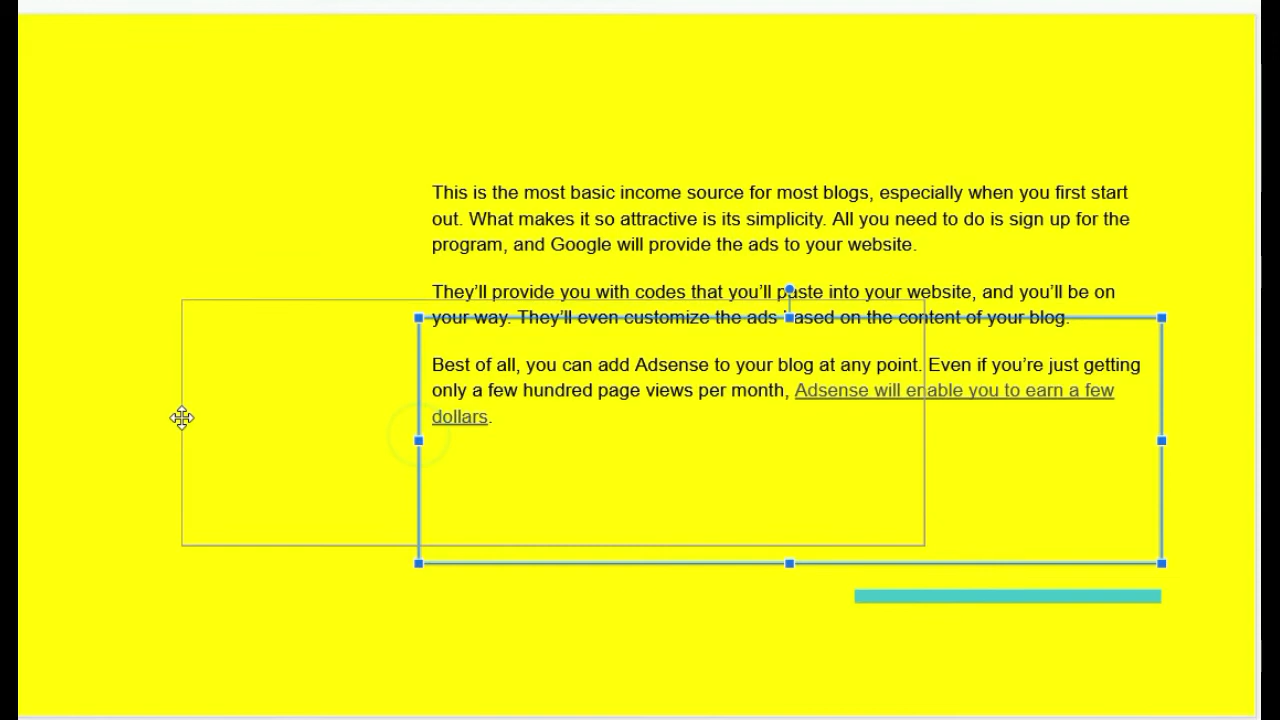 This is the most basic income source for most blogs, especially when you first start
out. What makes it so attractive is its simplicity. All you need to do is sign up for the
program, and Google will provide the ads to your website.
They’ll provide you with codes that you’ll paste into your website, and you’ll be on
your way. They’ll even customize the ads based on the content of your blog.
Best of all, you can add Adsense to your blog at any point. Even if you’re just getting
only a few hundred page views per month, Adsense will enable you to earn a few
dollars.